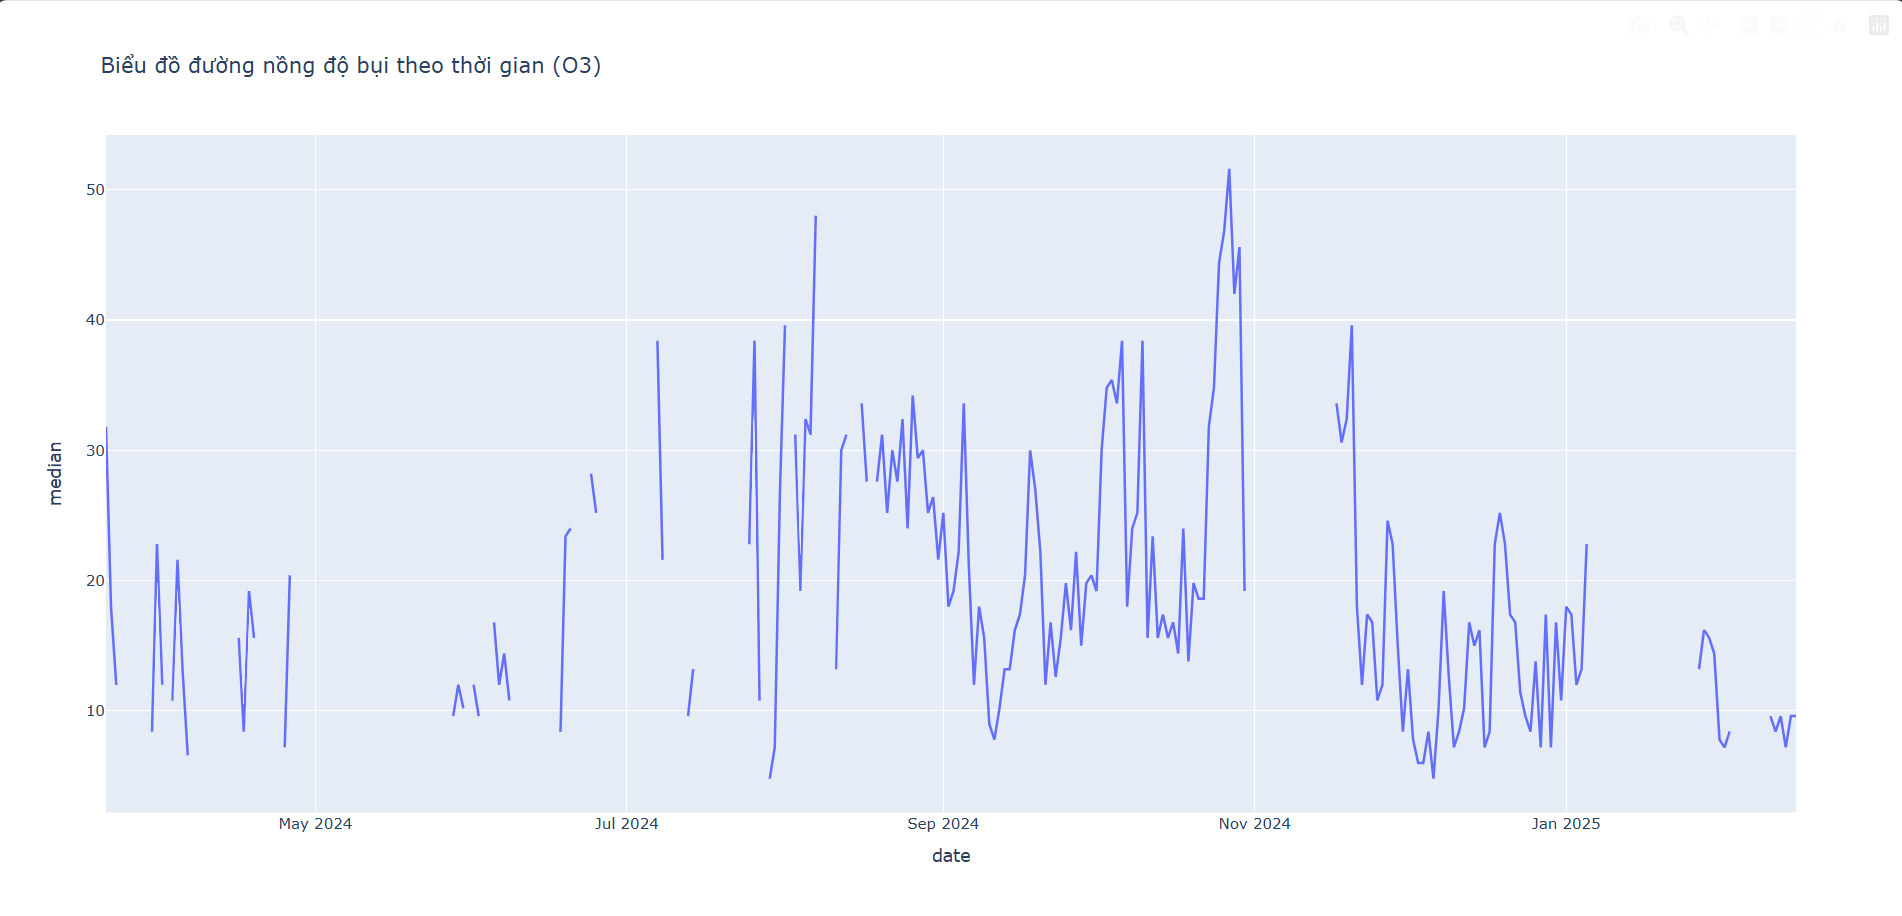 Biểu đồ đường nồng độ bụi theo thời gian (O3)
50
40
30
20
10
median
May 2024
Jul 2024
Sep 2024
Nov 2024
Jan 2025
date